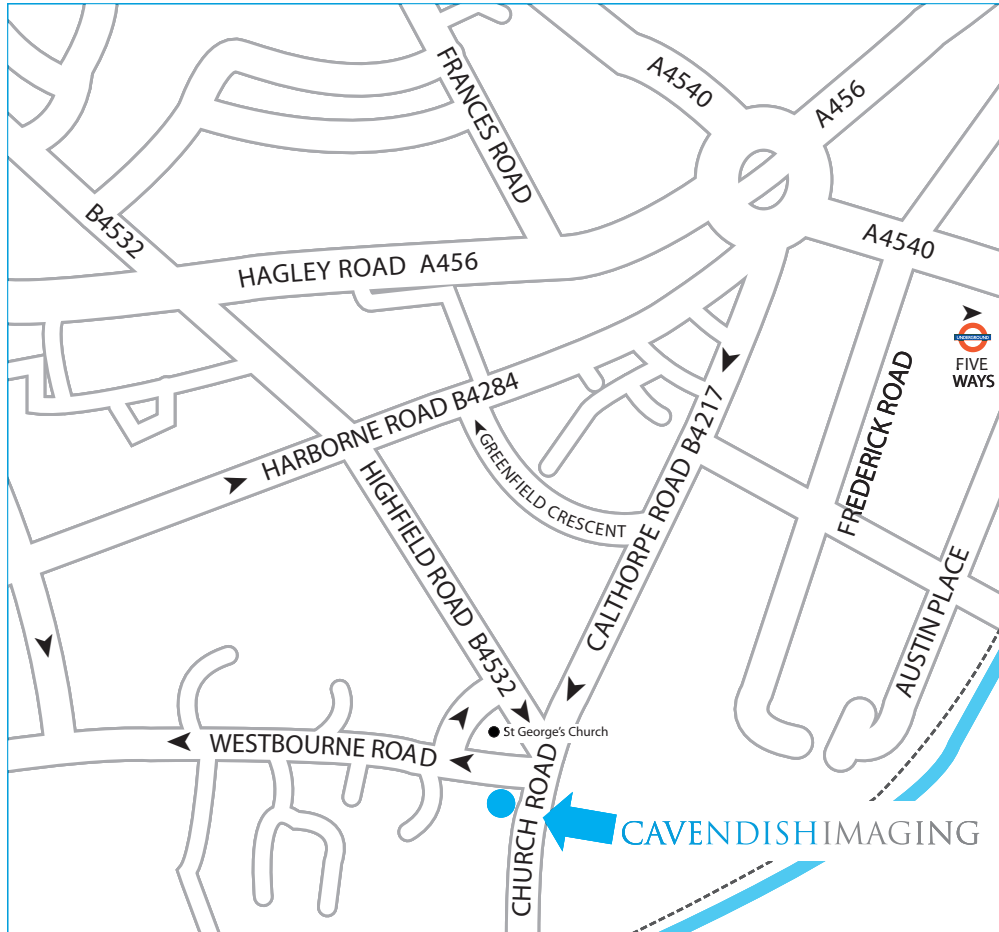 A4540
A456
FRANCES ROAD
B4532
A4540
HAGLEY ROAD A456
UNDERGROUND
FIVE
WAYS
FREDERICK ROAD
HARBORNE ROAD B4284
CALTHORPE ROAD B4217
GREENFIELD CRESCENT
HIGHFIELD ROAD B4532
AUSTIN PLACE
St George's Church
WESTBOURNE ROAD
CHURCH ROAD
CAVENDISHIMAGING